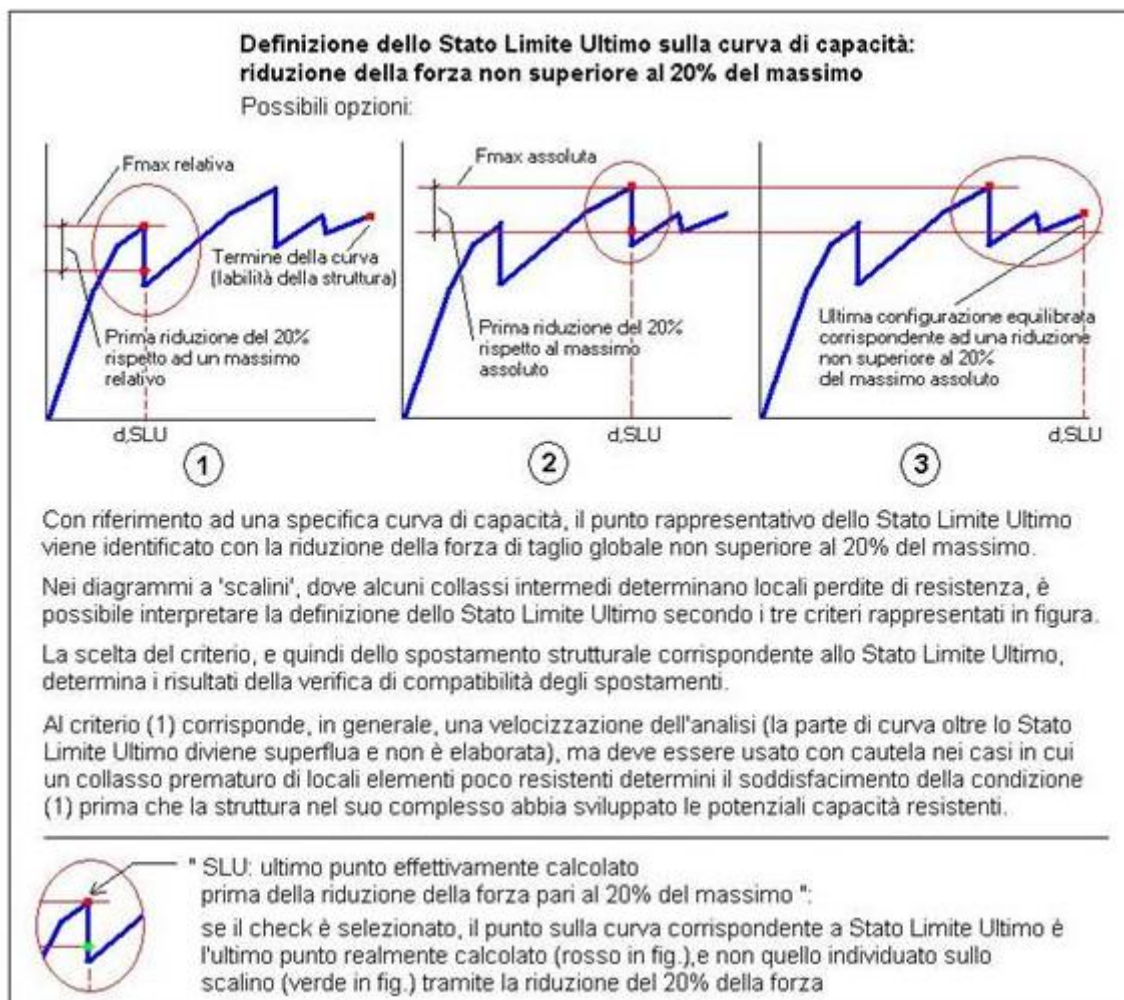 Definizione dello Stato Limite Ultimo sulla curva di capacità:
riduzione della forza non superiore al 20% del massimo
Possibili opzioni:
Fmax relativa
Termine della curva
(labilità della struttura)
Prima riduzione del 20%
rispetto ad un massimo
relativo
d,SLU
1
Fmax assoluta
Prima riduzione del 20%
rispetto al massimo
assoluto
d,SLU
2
Ultima configurazione equilibrata
corrispondente ad una riduzione
non superiore al 20%
del massimo assoluto
d,SLU
3
Con riferimento ad una specifica curva di capacità, il punto rappresentativo dello Stato Limite Ultimo
viene identificato con la riduzione della forza di taglio globale non superiore al 20% del massimo.
Nei diagrammi a 'scalini', dove alcuni collassi intermedi determinano locali perdite di resistenza, è
possibile interpretare la definizione dello Stato Limite Ultimo secondo i tre criteri rappresentati in figura.
La scelta del criterio, e quindi dello spostamento strutturale corrispondente allo Stato Limite Ultimo,
determina i risultati della verifica di compatibilità degli spostamenti.
Al criterio (1) corrisponde, in generale, una velocizzazione dell'analisi (la parte di curva oltre lo Stato
Limite Ultimo diviene superflua e non è elaborata), ma deve essere usato con cautela nei casi in cui
un collasso prematuro di locali elementi poco resistenti determini il soddisfacimento della condizione
(1) prima che la struttura nel suo complesso abbia sviluppato le potenziali capacità resistenti.
" SLU: ultimo punto effettivamente calcolato
prima della riduzione della forza pari al 20% del massimo ":
se il check è selezionato, il punto sulla curva corrispondente a Stato Limite Ultimo è
l'ultimo punto realmente calcolato (rosso in fig.),e non quello individuato sullo
scalino (verde in fig.) tramite la riduzione del 20% della forza